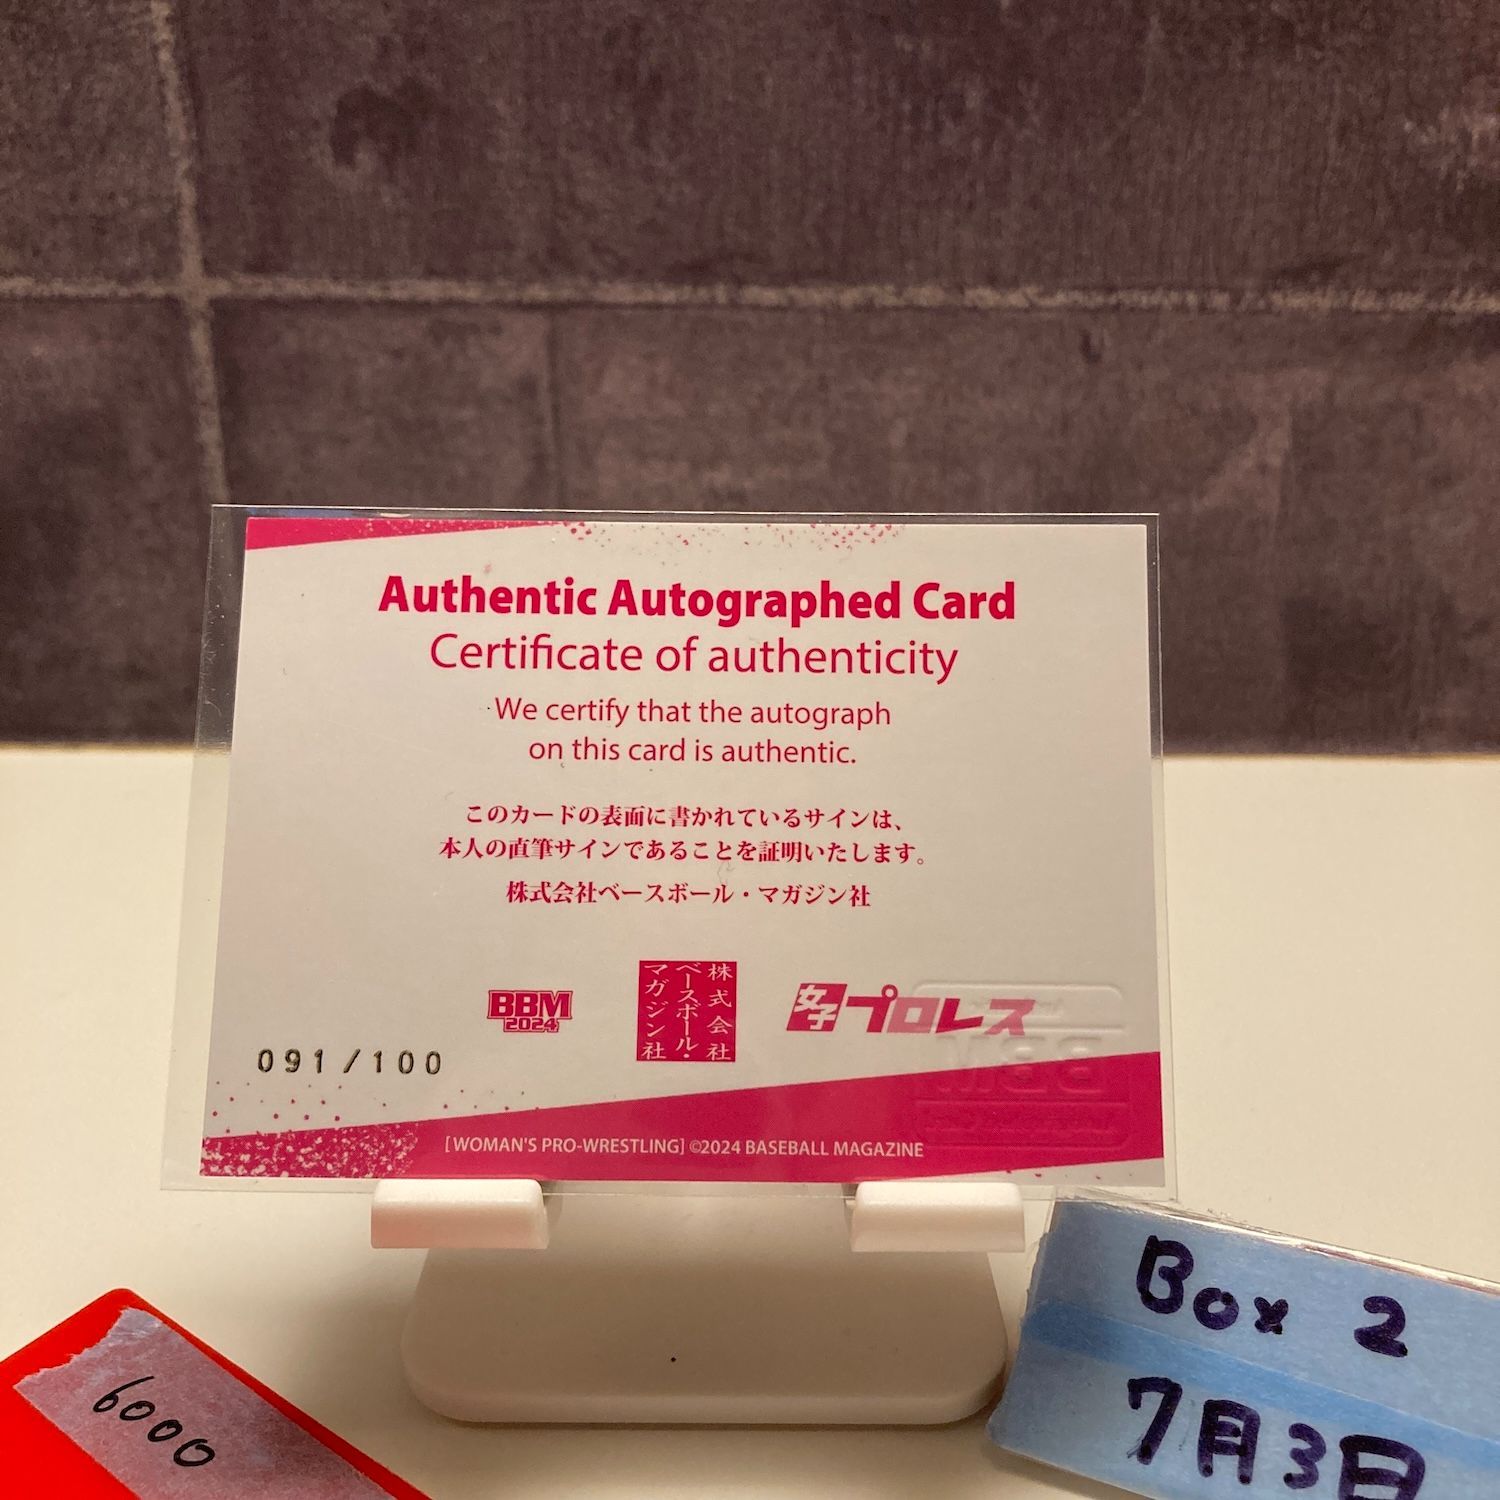 Authentic Autographed Card
Certificate of authenticity
We certify that the autograph
on this card is authentic.
このカードの表面に書かれているサインは、
本人の直筆サインであることを証明いたします。
株式会社ベースボール・マガジン社
BBM
2024
株式会社
ベースボール・
マガジン社
女子プロレス
BBM
091/100
[WOMAN'S PRO-WRESTLING] ©2024 BASEBALL MAGAZINE
Box 2
7月3日
6000